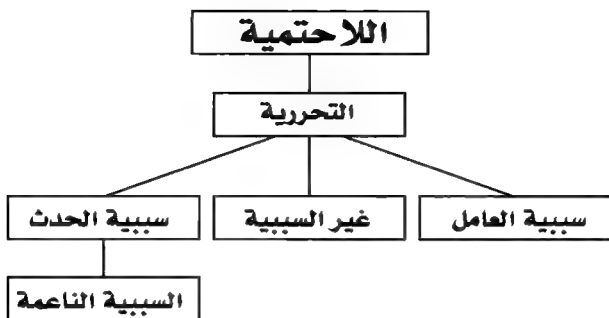 اللاحتمية
التحررية
سببية العامل
غير السببية
سببية الحدث
السببية الناعمة